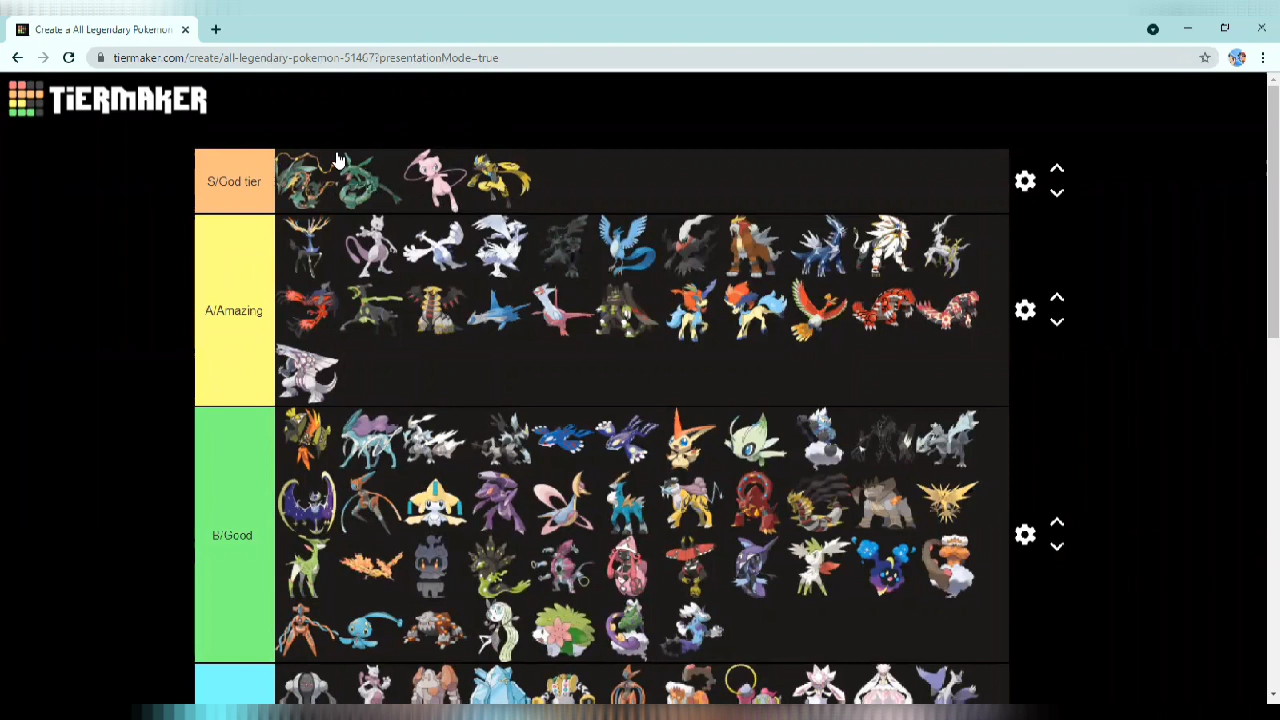 Create a All Legendary Pokemon
tiermaker.com/create/all-legendary-pokemon-51467?presentationMode=true
TiERMAKER
S/God tier
A/Amazing
B/Good